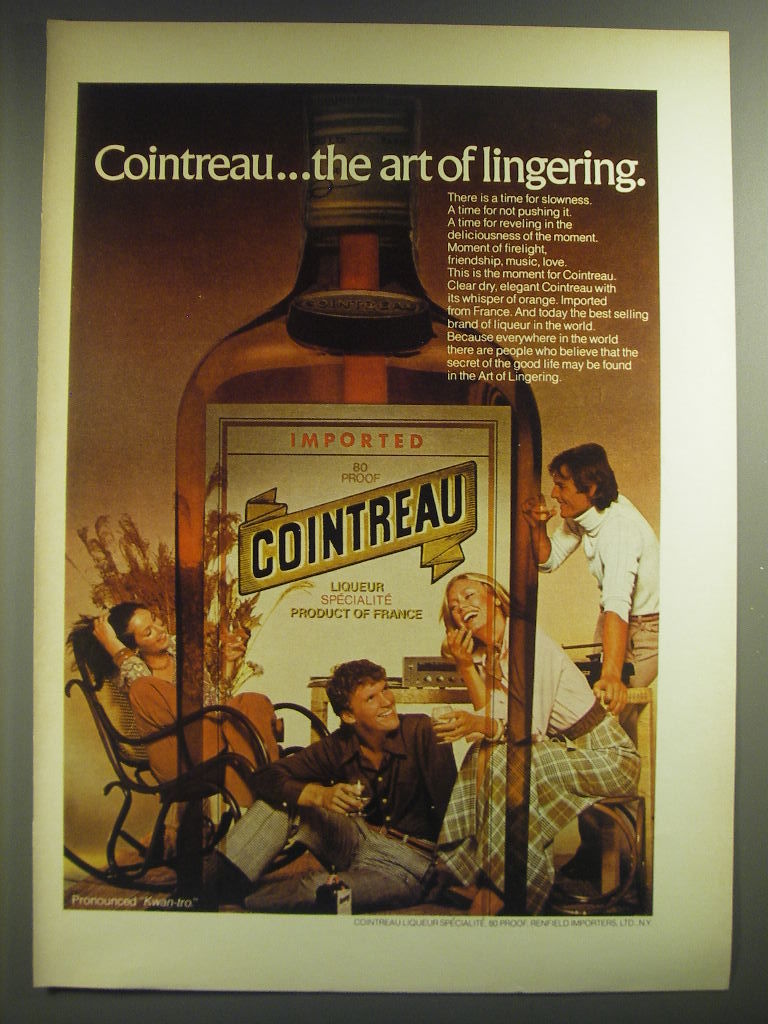 Cointreau...the art of lingering.
There is a time for slowness.
A time for not pushing it.
A time for reveling in the
deliciousness of the moment.
Moment of firelight,
friendship, music, love.
This is the moment for Cointreau.
Clear dry, elegant Cointreau with
its whisper of orange. Imported
from France. And today the best selling
brand of liqueur in the world.
Because everywhere in the world
there are people who believe that the
secret of the good life may be found
in the Art of Lingering.
COINTREAU
IMPORTED
80
PROOF
COINTREAU
LIQUEUR
SPÉCIALITÉ
PRODUCT OF FRANCE
Pronounced "Kwan-tro."
COINTREAU LIQUEUR SPÉCIALITÉ, 80 PROOF, RENFIELD IMPORTERS, LTD., N.Y.